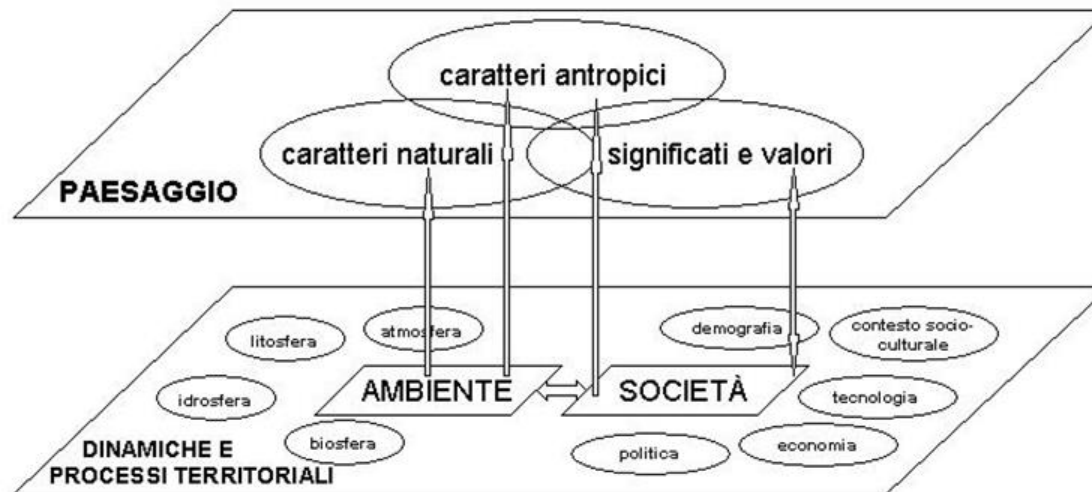 caratteri antropici
caratteri naturali
significati e valori
PAESAGGIO
litosfera
atmosfera
demografia
contesto socio-
culturale
idrosfera
AMBIENTE
SOCIETÀ
tecnologia
biosfera
politica
economia
DINAMICHE E
PROCESSI TERRITORIALI